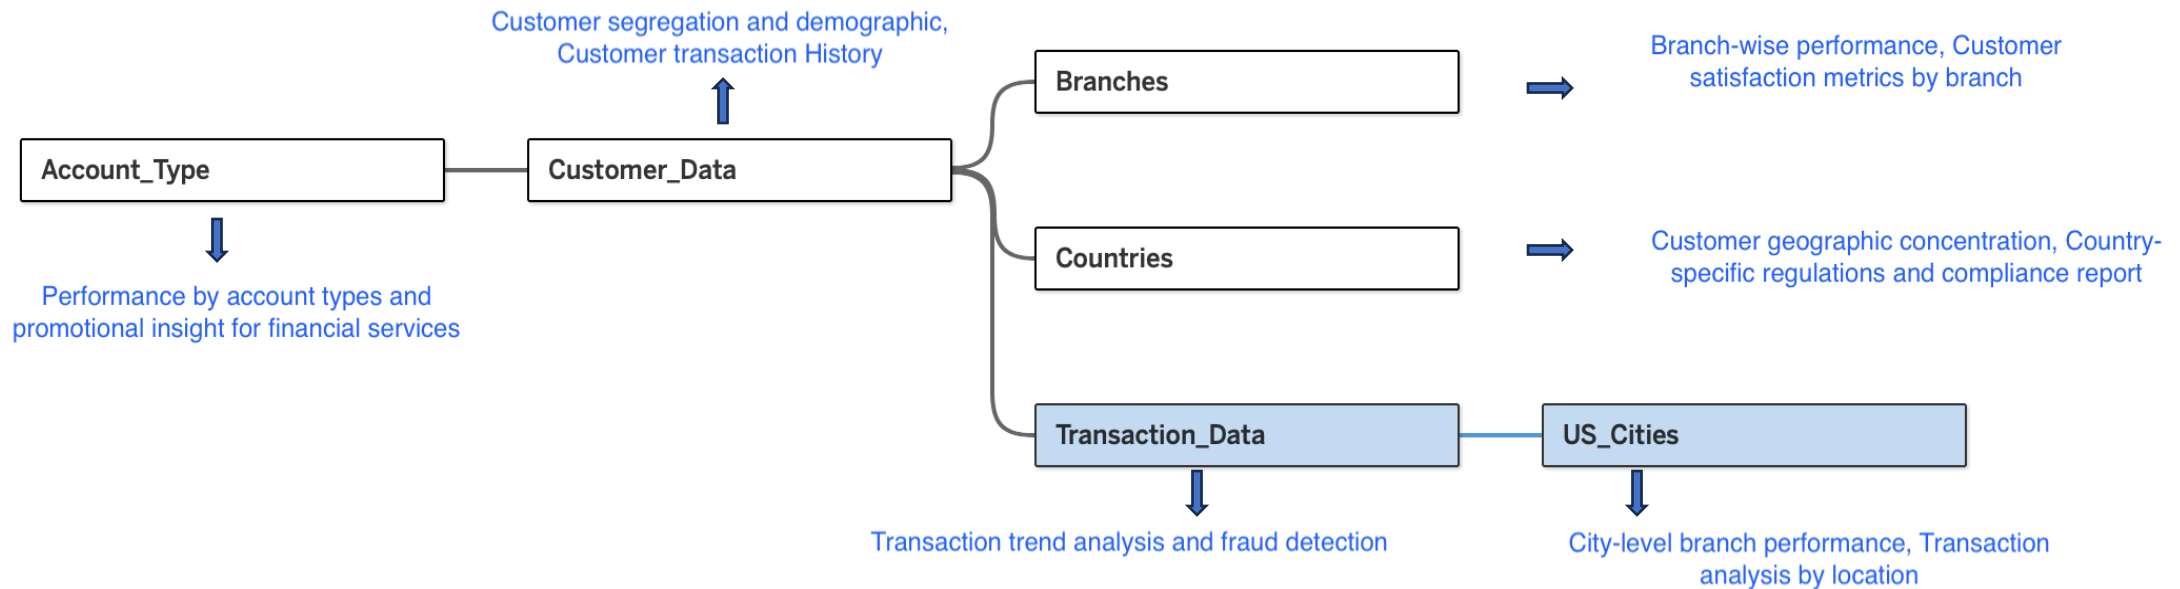 Customer segregation and demographic,
Customer transaction History
Branches
Branch-wise performance, Customer
satisfaction metrics by branch
Account_Type
Customer_Data
Performance by account types and
promotional insight for financial services
Countries
Customer geographic concentration, Country-
specific regulations and compliance report
Transaction_Data
US_Cities
Transaction trend analysis and fraud detection
City-level branch performance, Transaction
analysis by location